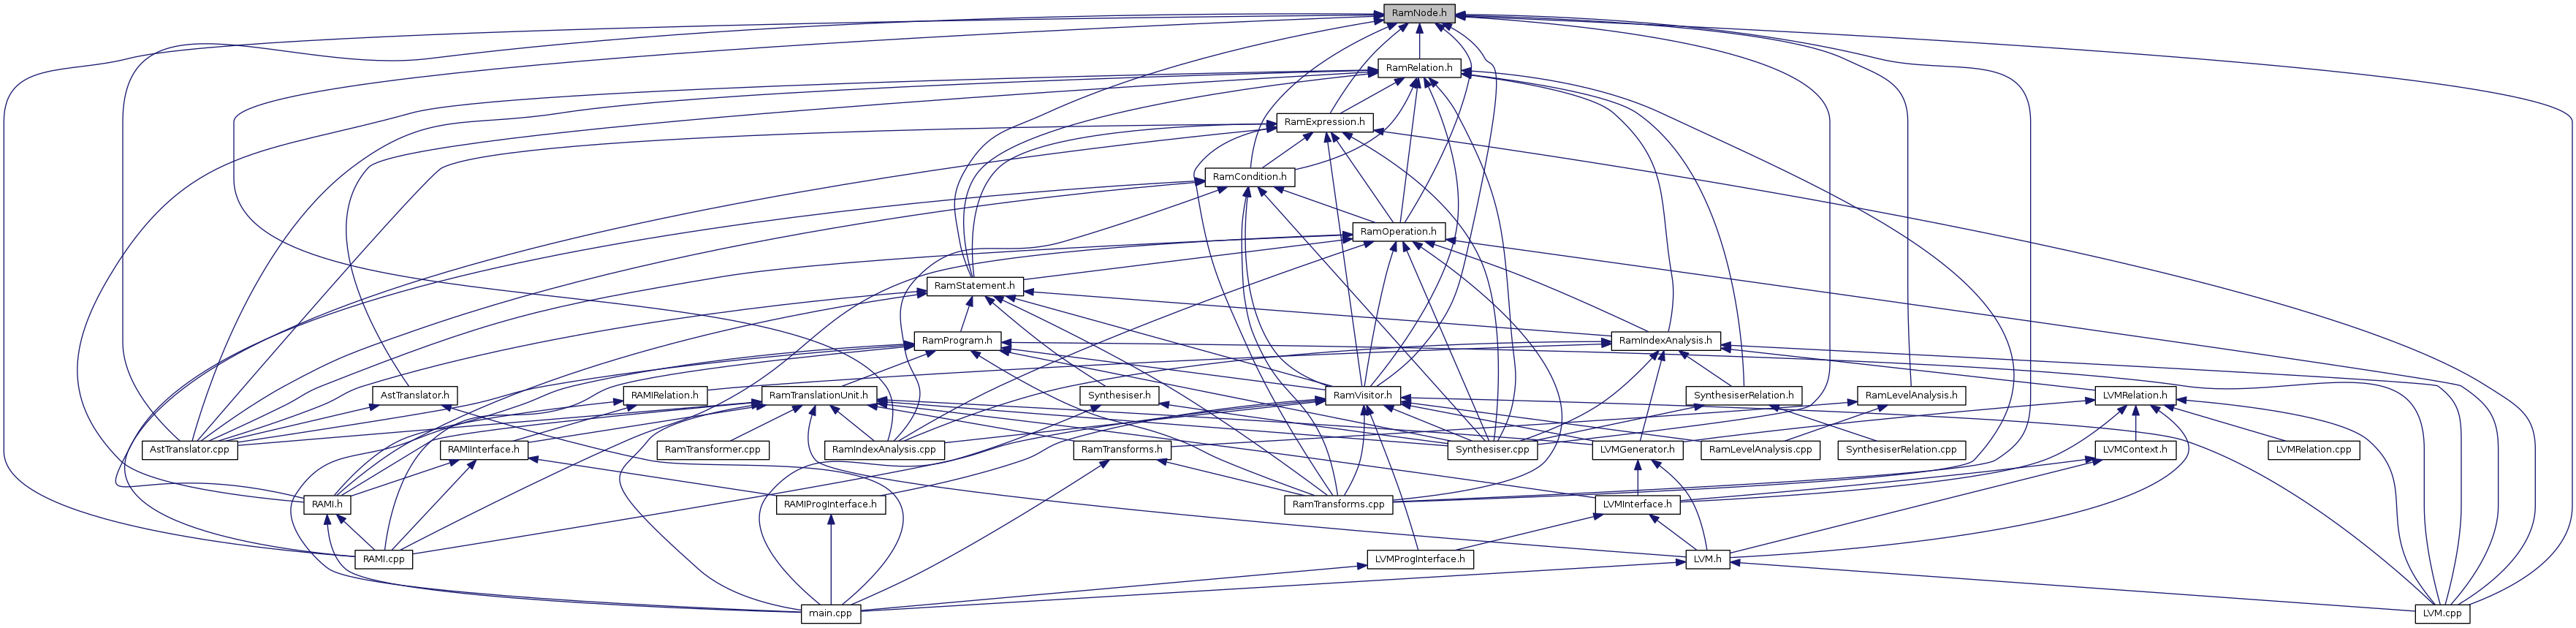 RamNode.h
RamRelation.h
RamExpression.h
RamCondition.h
RamOperation.h
RamStatement.h
RamProgram.h
RamIndexAnalysis.h
AstTranslator.h
RAMIRelation.h
RamTranslationUnit.h
Synthesiser.h
RamVisitor.h
SynthesiserRelation.h
RamLevelAnalysis.h
LVMRelation.h
AstTranslator.cpp
RAMIInterface.h
RamTransformer.cpp
RamIndexAnalysis.cpp
RamTransforms.h
Synthesiser.cpp
LVMGenerator.h
RamLevelAnalysis.cpp
SynthesiserRelation.cpp
LVMContext.h
LVMRelation.cpp
RAMI.h
RAMIProgInterface.h
RamTransforms.cpp
LVMInterface.h
RAMI.cpp
LVMProgInterface.h
LVM.h
main.cpp
LVM.cpp